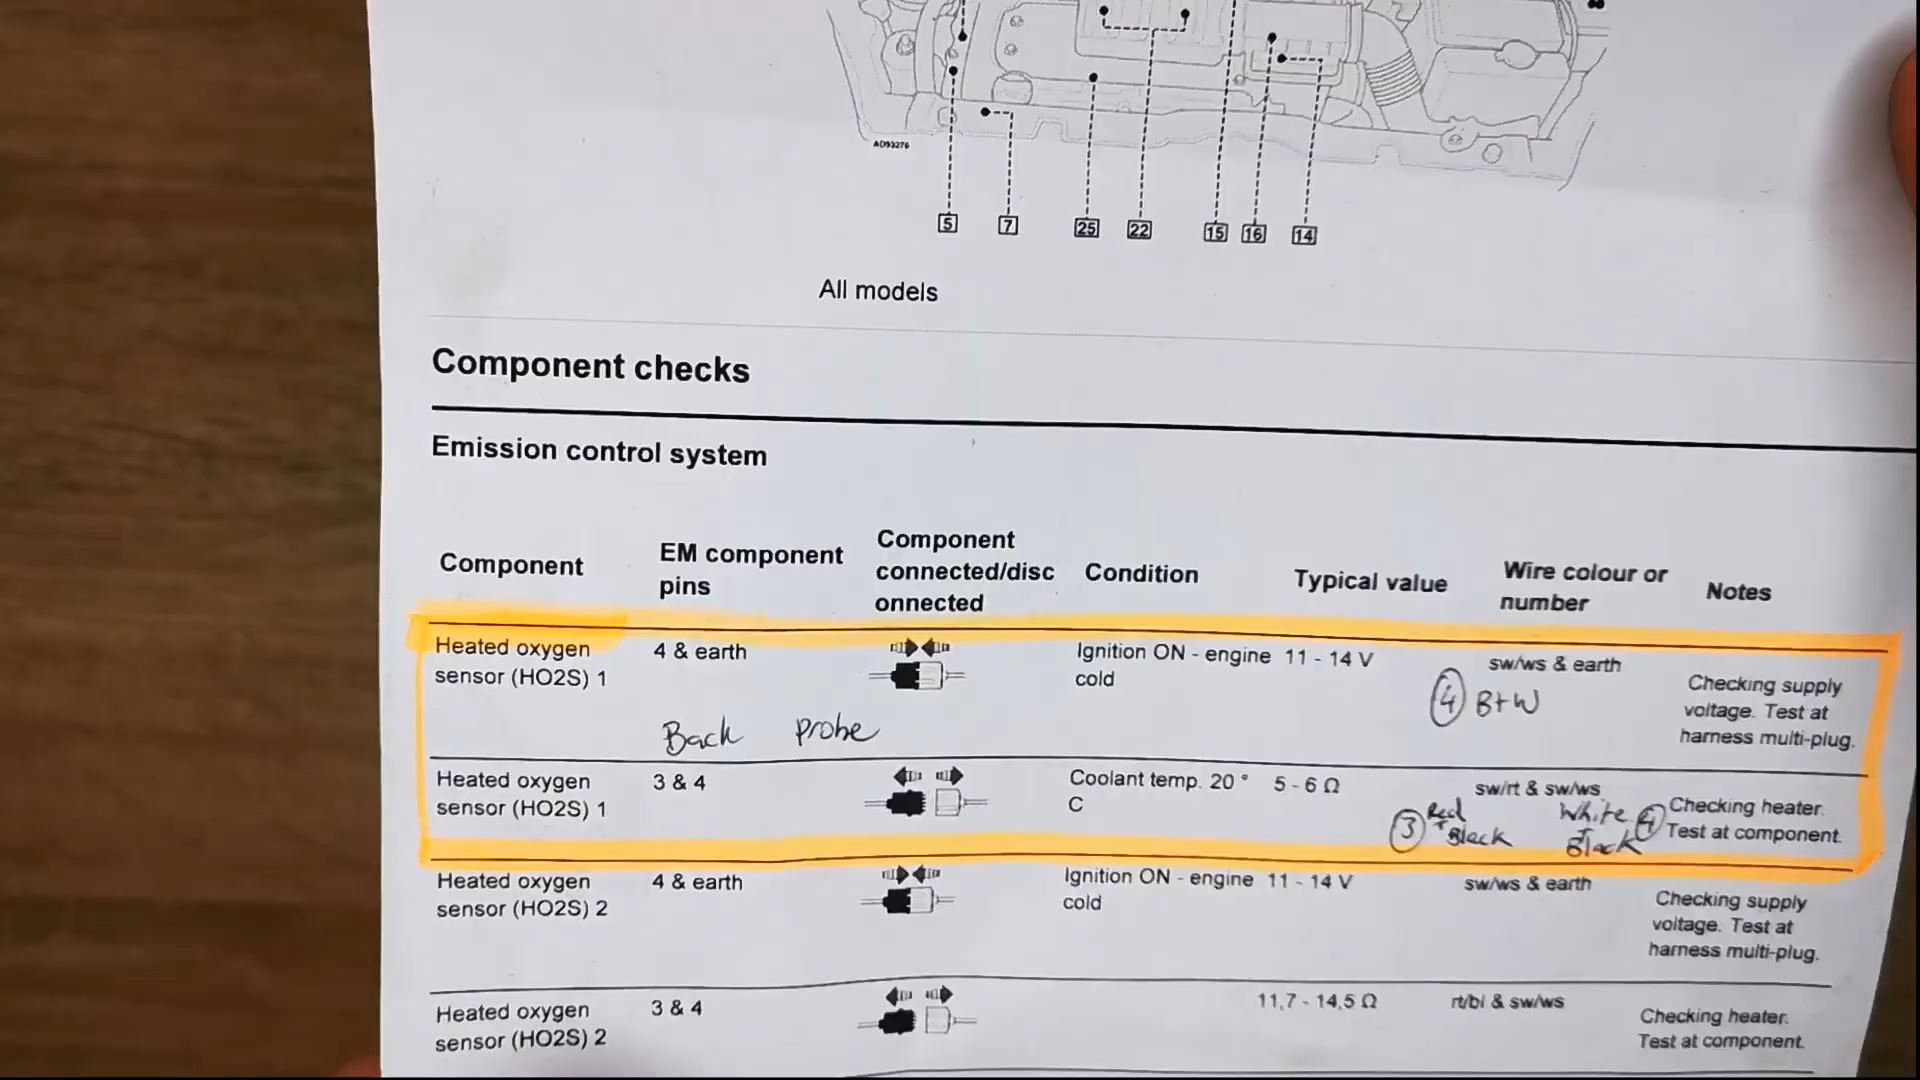 AD93276
5 7 25 22 15 16 14
All models
Component checks
Emission control system
Component
EM component pins
Component connected/disc onnected
Condition
Typical value
Wire colour or number
Notes
Heated oxygen sensor (HO2S) 1
4 & earth
Ignition ON - engine cold
11 - 14 V
sw/ws & earth
④ B+W
Checking supply voltage. Test at harness multi-plug.
Back probe
Heated oxygen sensor (HO2S) 1
3 & 4
Coolant temp. 20 ° C
5 - 6 Ω
sw/rt & sw/ws
③ Red + Black
White + Black ④
Checking heater. Test at component.
Heated oxygen sensor (HO2S) 2
4 & earth
Ignition ON - engine cold
11 - 14 V
sw/ws & earth
Checking supply voltage. Test at harness multi-plug.
Heated oxygen sensor (HO2S) 2
3 & 4
11,7 - 14,5 Ω
rt/bl & sw/ws
Checking heater. Test at component.